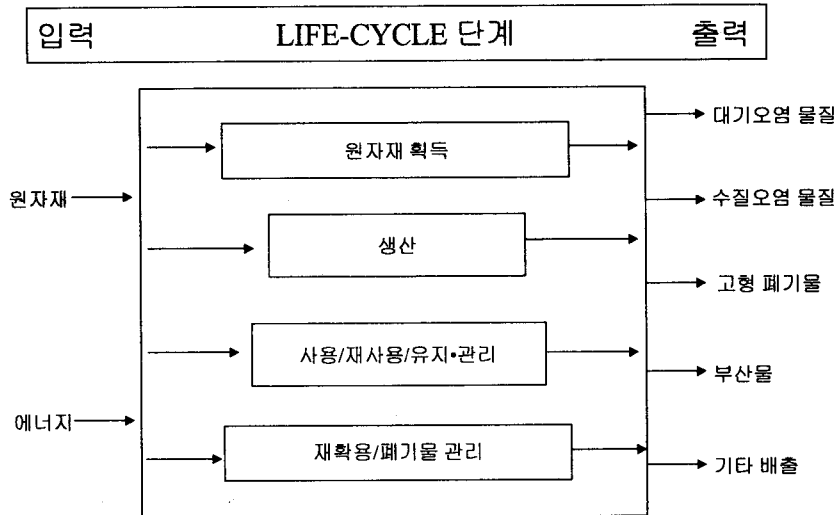 입력 LIFE-CYCLE 단계 출력
대기오염 물질
원자재 획득
원자재
수질오염 물질
생산
고형 폐기물
사용/재사용/유지•관리
부산물
에너지
재확용/폐기물 관리
기타 배출